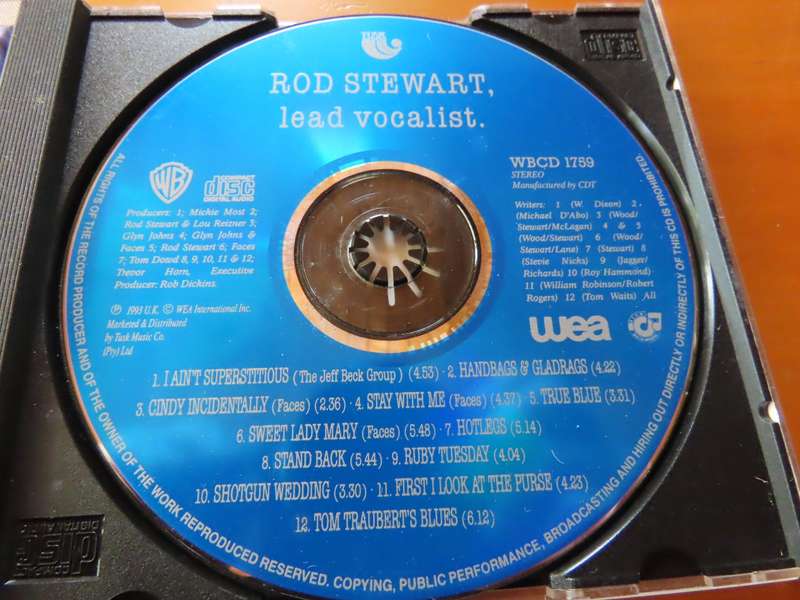 TUSK
ROD STEWART,
lead vocalist.
WB
COMPACT
disc
DIGITAL AUDIO
Producers: 1; Mickie Most 2;
Rod Stewart & Lou Reizner 3;
Glyn Johns 4; Glyn Johns &
Faces 5; Rod Stewart 6; Faces
7; Tom Dowd 8, 9, 10, 11 & 12;
Trevor Horn, Executive
Producer: Rob Dickins.
WBCD 1759
STEREO
Manufactured by CDT
Writers: 1 (W. Dixon) 2 .
(Michael D'Abo) 3 (Wood/
Stewart/McLagan) 4 & 5
(Wood/Stewart) 6 (Wood/
Stewart/Lane) 7 (Stewart) 8
(Stevie Nicks) 9 (Jagger/
Richards) 10 (Roy Hammond)
11 (William Robinson/Robert
Rogers) 12 (Tom Waits) All
℗ 1993 U.K. © WEA International Inc.
Marketed & Distributed
by Tusk Music Co.
(Pty) Ltd
wea
1. I AIN'T SUPERSTITIOUS (The Jeff Beck Group) (4.53) · 2. HANDBAGS & GLADRAGS (4.22)
3. CINDY INCIDENTALLY (Faces) (2.36) · 4. STAY WITH ME (Faces) (4.37) · 5. TRUE BLUE (3.31)
6. SWEET LADY MARY (Faces) (5.48) · 7. HOTLEGS (5.14)
8. STAND BACK (5.44) · 9. RUBY TUESDAY (4.04)
10. SHOTGUN WEDDING (3.30) · 11. FIRST I LOOK AT THE PURSE (4.23)
12. TOM TRAUBERT'S BLUES (6.12)
ALL RIGHTS OF THE RECORD PRODUCER AND OF THE OWNER OF THE WORK REPRODUCED RESERVED. COPYING, PUBLIC PERFORMANCE, BROADCASTING AND HIRING OUT DIRECTLY OR INDIRECTLY OF THIS CD IS PROHIBITED
COMPACT
disc